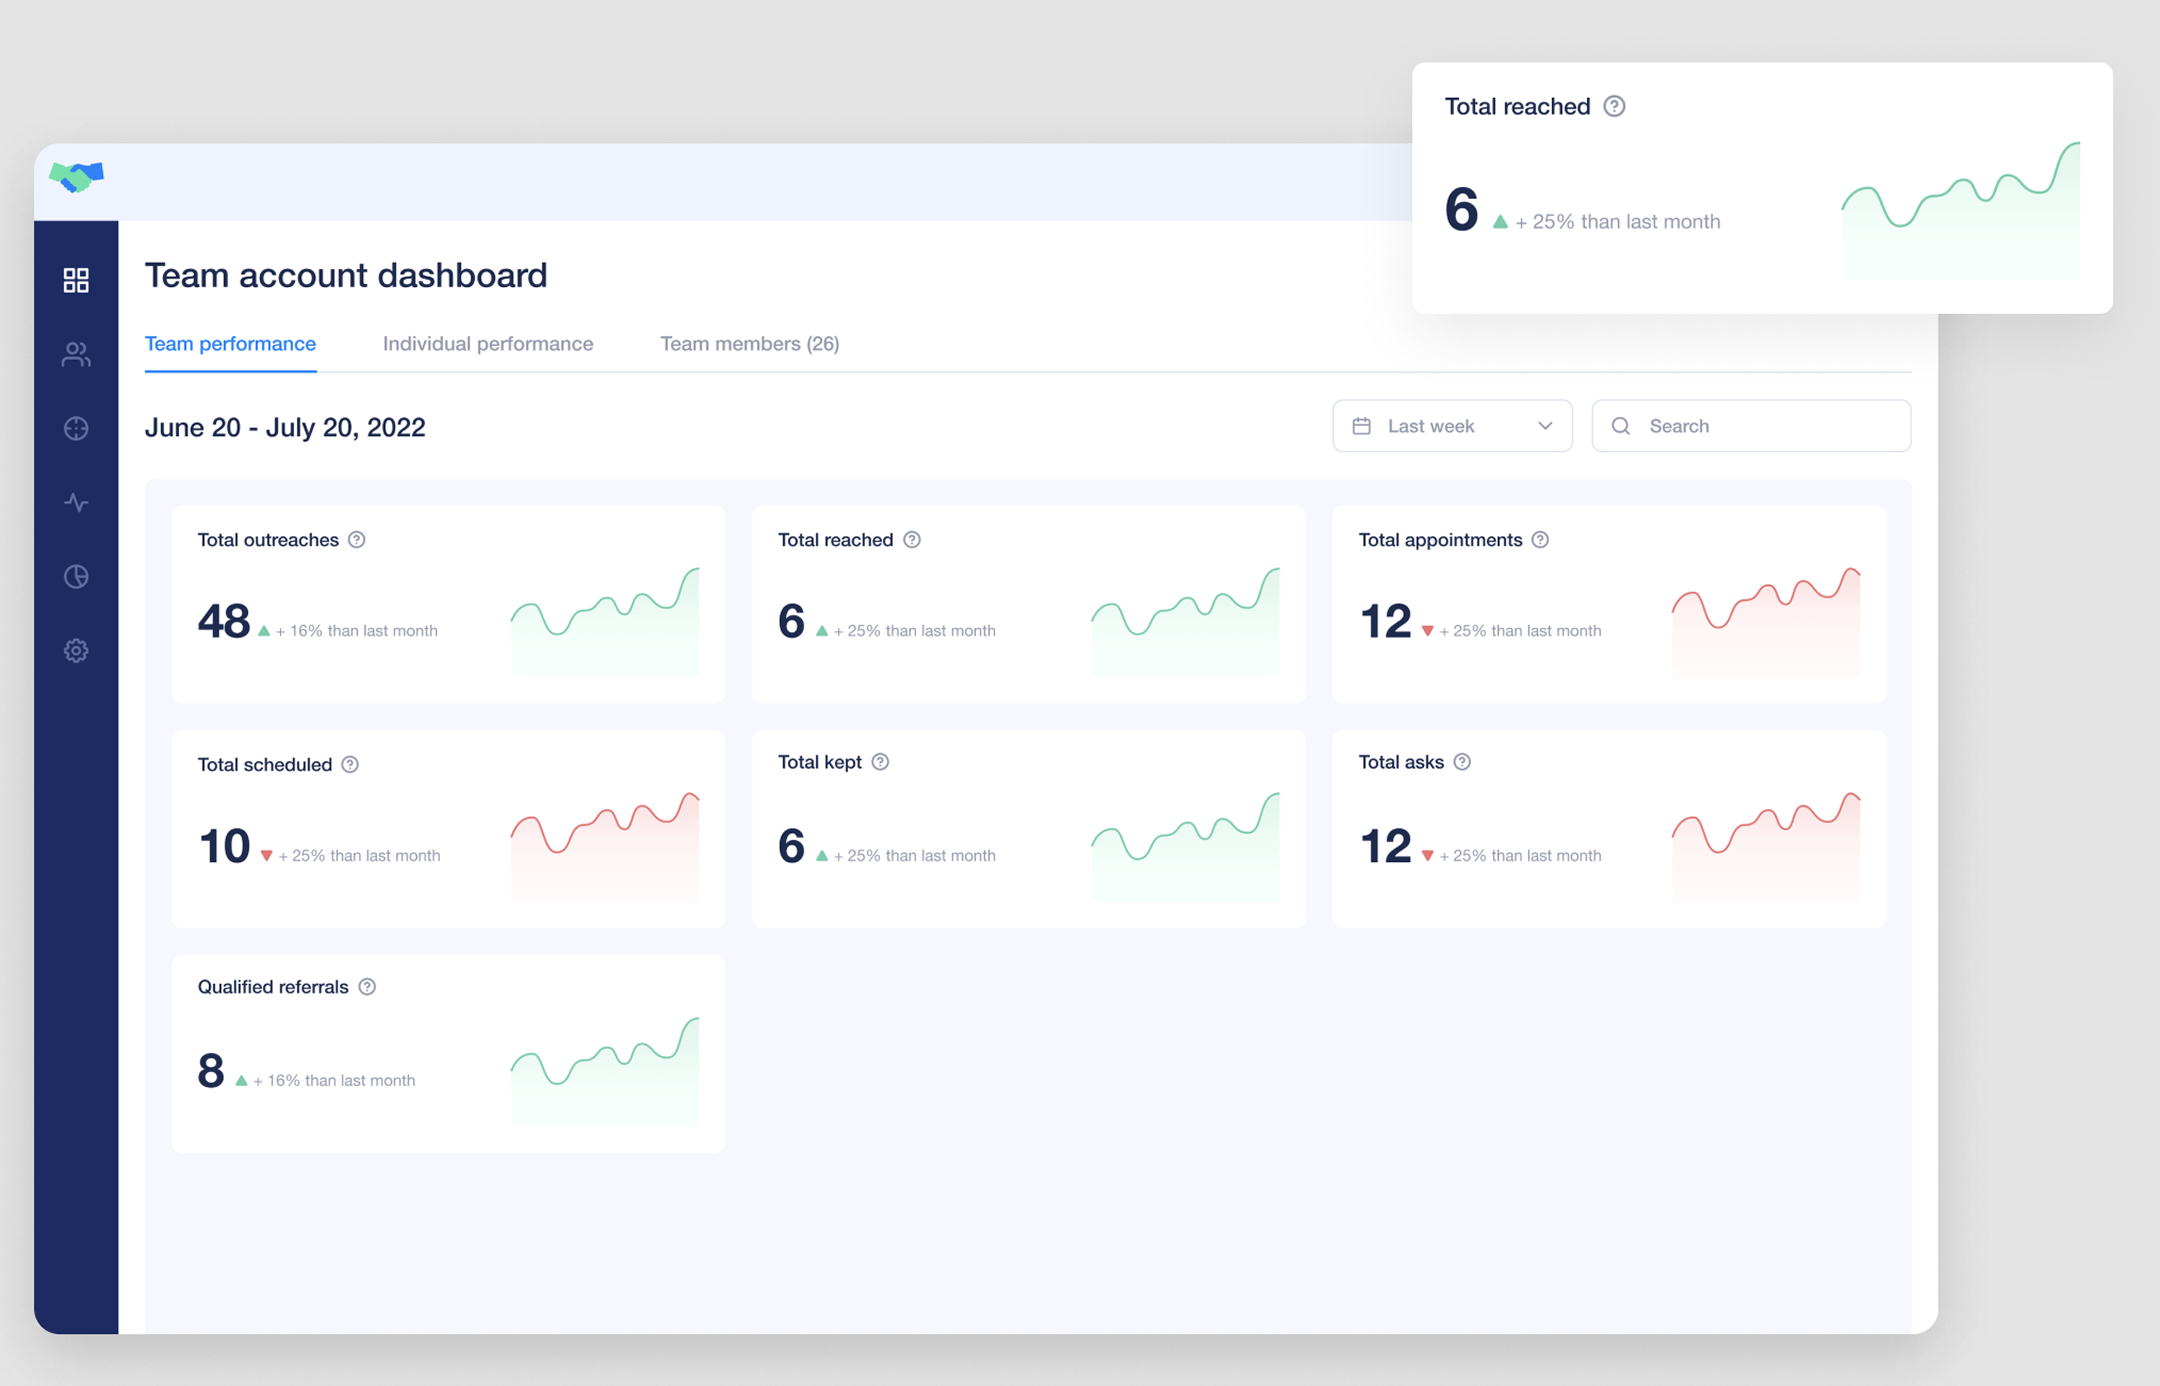 Total reached
6 + 25% than last month
Team account dashboard
Team performance Individual performance Team members (26)
June 20 - July 20, 2022 Last week Search
Total outreaches
48 + 16% than last month
Total reached
6 + 25% than last month
Total appointments
12 + 25% than last month
Total scheduled
10 + 25% than last month
Total kept
6 + 25% than last month
Total asks
12 + 25% than last month
Qualified referrals
8 + 16% than last month